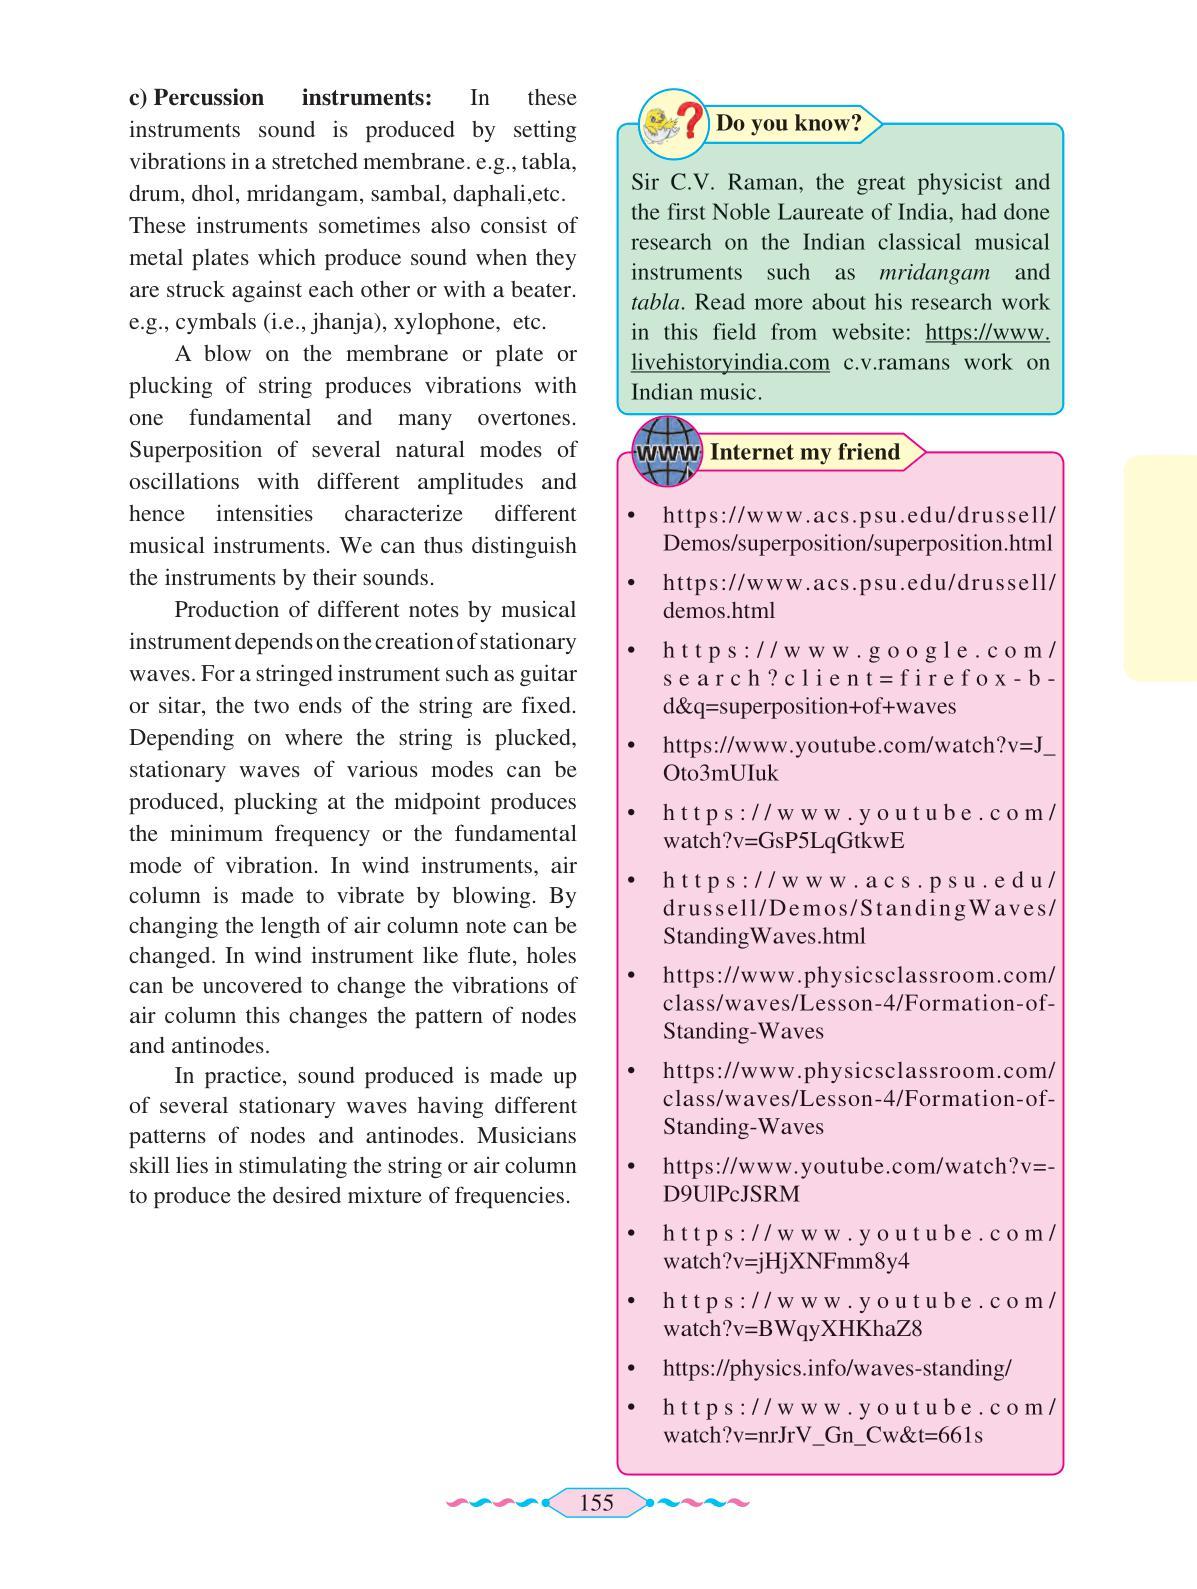 c) Percussion instruments: In these
instruments sound is produced by setting
vibrations in a stretched membrane. e.g., tabla,
drum, dhol, mridangam, sambal, daphali,etc.
These instruments sometimes also consist of
metal plates which produce sound when they
are struck against each other or with a beater.
e.g., cymbals (i.e., jhanja), xylophone, etc.
A blow on the membrane or plate or
plucking of string produces vibrations with
one fundamental and many overtones.
Superposition of several natural modes of
oscillations with different amplitudes and
hence intensities characterize different
musical instruments. We can thus distinguish
the instruments by their sounds.
Production of different notes by musical
instrument depends on the creation of stationary
waves. For a stringed instrument such as guitar
or sitar, the two ends of the string are fixed.
Depending on where the string is plucked,
stationary waves of various modes can be
produced, plucking at the midpoint produces
the minimum frequency or the fundamental
mode of vibration. In wind instruments, air
column is made to vibrate by blowing. By
changing the length of air column note can be
changed. In wind instrument like flute, holes
can be uncovered to change the vibrations of
air column this changes the pattern of nodes
and antinodes.
In practice, sound produced is made up
of several stationary waves having different
patterns of nodes and antinodes. Musicians
skill lies in stimulating the string or air column
to produce the desired mixture of frequencies.
? Do you know?
Sir C.V. Raman, the great physicist and
the first Noble Laureate of India, had done
research on the Indian classical musical
instruments such as mridangam and
tabla. Read more about his research work
in this field from website: https://www.
livehistoryindia.com c.v.ramans work on
Indian music.
www Internet my friend
• https://www.acs.psu.edu/drussell/
Demos/superposition/superposition.html
• https://www.acs.psu.edu/drussell/
demos.html
• https://www.google.com/
search?client=firefox-b-
d&q=superposition+of+waves
• https://www.youtube.com/watch?v=J_
Oto3mUIuk
• https://www.youtube.com/
watch?v=GsP5LqGtkwE
• https://www.acs.psu.edu/
drussell/Demos/StandingWaves/
StandingWaves.html
• https://www.physicsclassroom.com/
class/waves/Lesson-4/Formation-of-
Standing-Waves
• https://www.physicsclassroom.com/
class/waves/Lesson-4/Formation-of-
Standing-Waves
• https://www.youtube.com/watch?v=-
D9UlPcJSRM
• https://www.youtube.com/
watch?v=jHjXNFmm8y4
• https://www.youtube.com/
watch?v=BWqyXHKhaZ8
• https://physics.info/waves-standing/
• https://www.youtube.com/
watch?v=nrJrV_Gn_Cw&t=661s
155